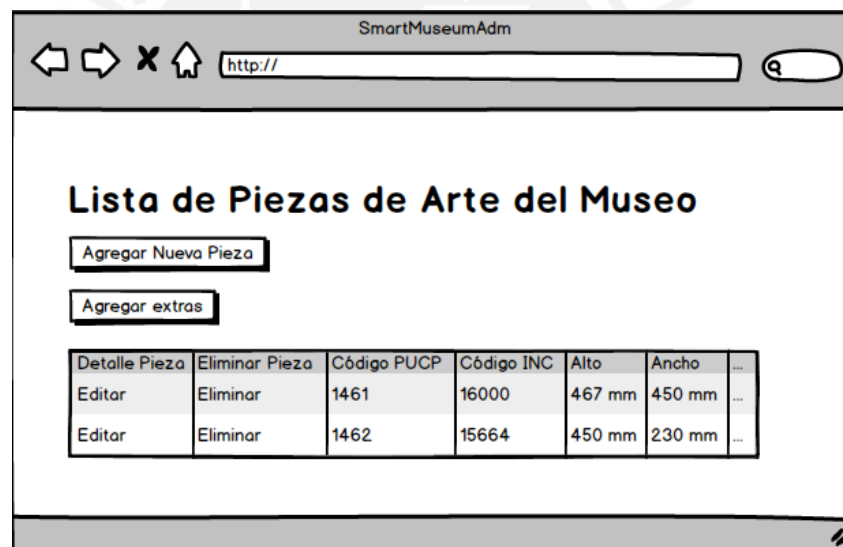 SmartMuseumAdm
http://
Lista de Piezas de Arte del Museo
Agregar Nueva Pieza
Agregar extras
Detalle Pieza Eliminar Pieza Código PUCP Código INC Alto Ancho ...
Editar Eliminar 1461 16000 467 mm 450 mm ...
Editar Eliminar 1462 15664 450 mm 230 mm ...